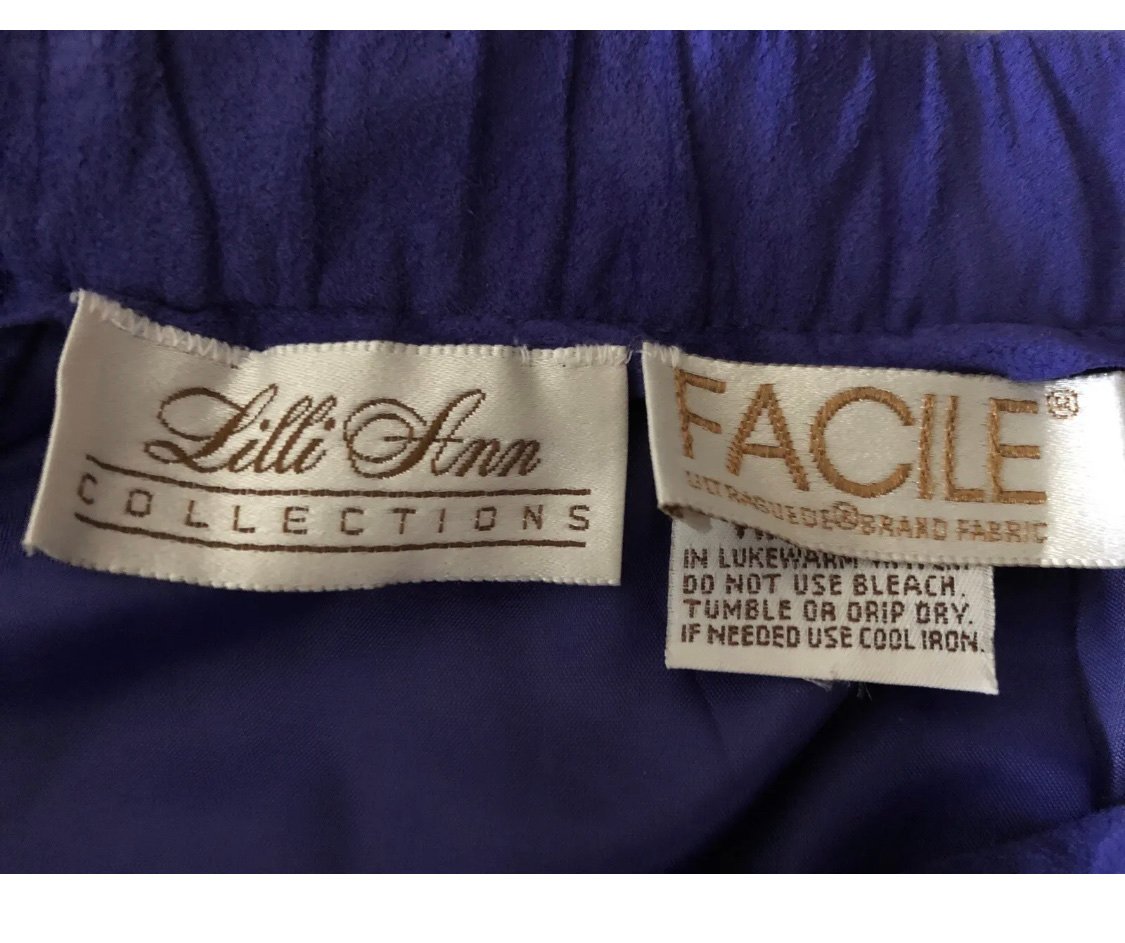 Lilli Ann
COLLECTIONS
FACILE®
ULTRASUEDE® BRAND FABRIC
IN LUKEWARM
DO NOT USE BLEACH.
TUMBLE OR DRIP DRY.
IF NEEDED USE COOL IRON.